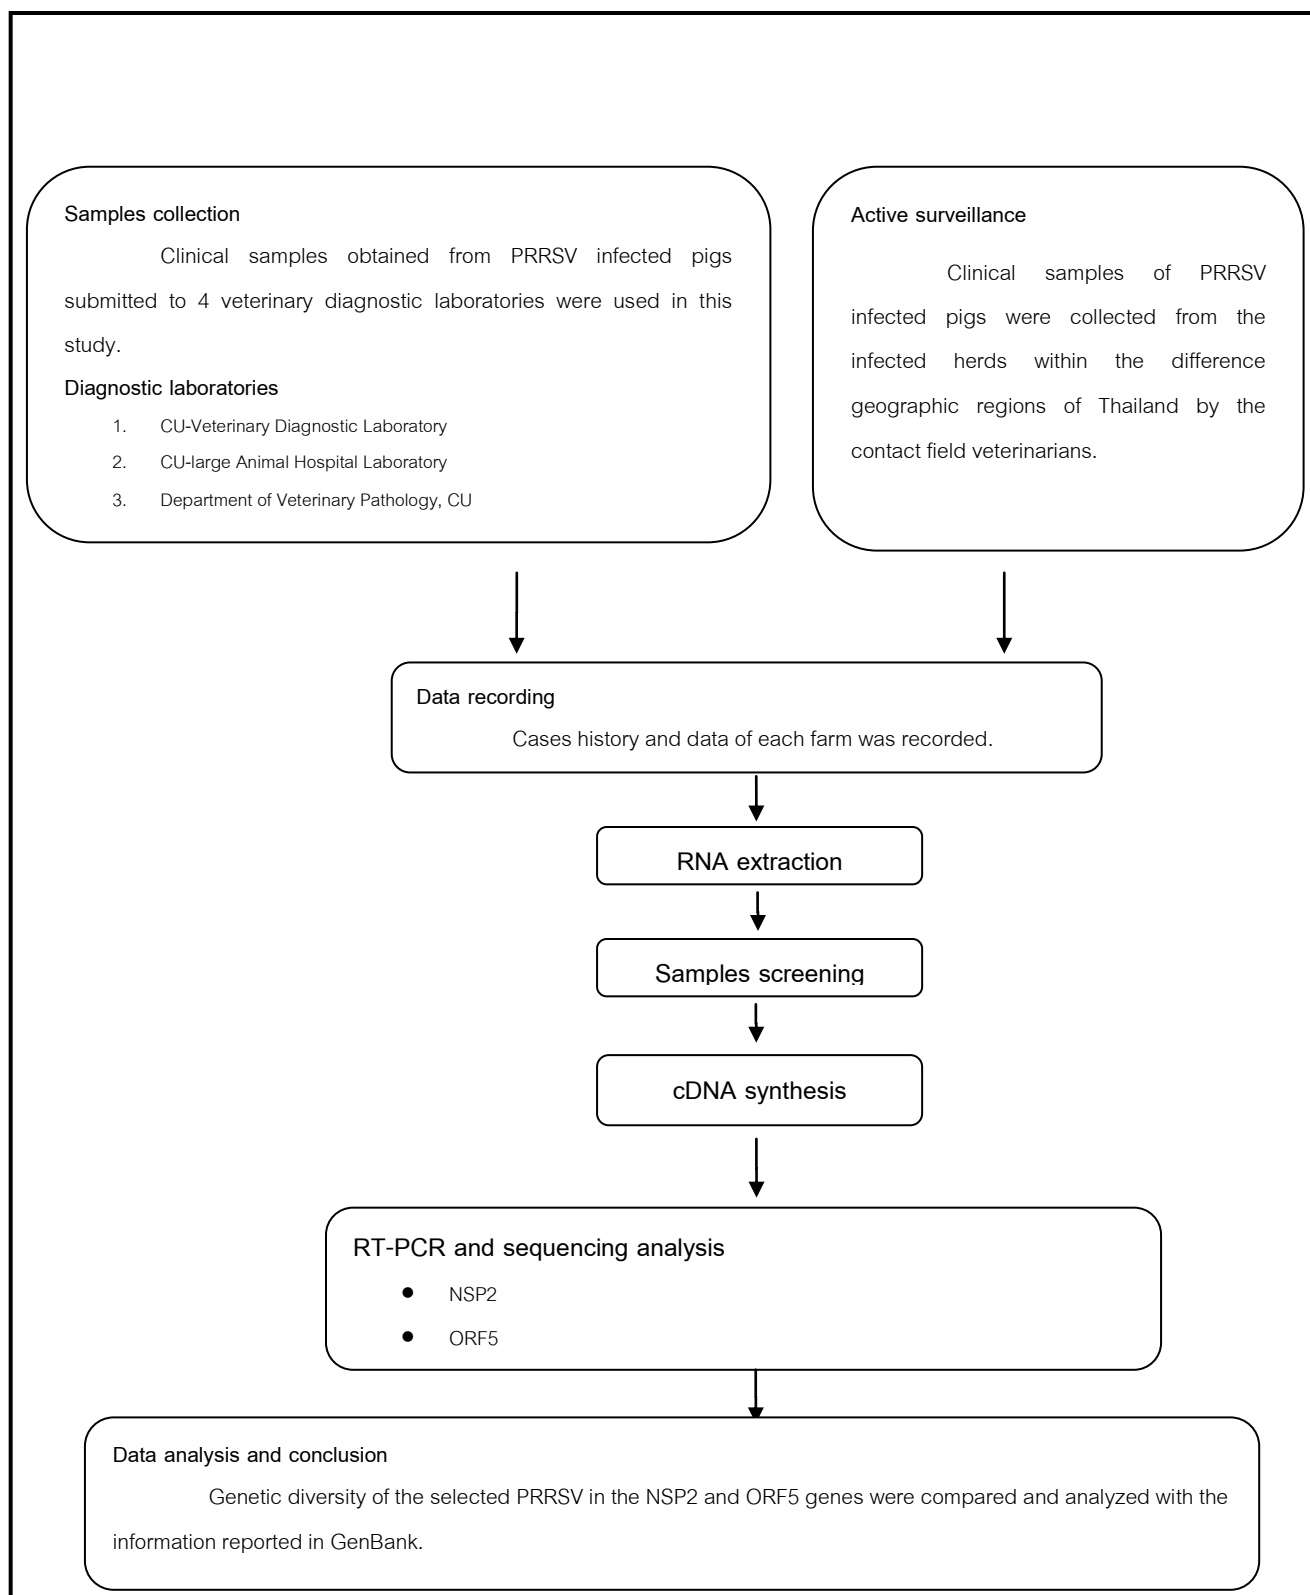 Samples collection
Clinical samples obtained from PRRSV infected pigs
submitted to 4 veterinary diagnostic laboratories were used in this
study.
Diagnostic laboratories
1. CU-Veterinary Diagnostic Laboratory
2. CU-large Animal Hospital Laboratory
3. Department of Veterinary Pathology, CU
Active surveillance
Clinical samples of PRRSV
infected pigs were collected from the
infected herds within the difference
geographic regions of Thailand by the
contact field veterinarians.
Data recording
Cases history and data of each farm was recorded.
RNA extraction
Samples screening
cDNA synthesis
RT-PCR and sequencing analysis
● NSP2
● ORF5
Data analysis and conclusion
Genetic diversity of the selected PRRSV in the NSP2 and ORF5 genes were compared and analyzed with the
information reported in GenBank.